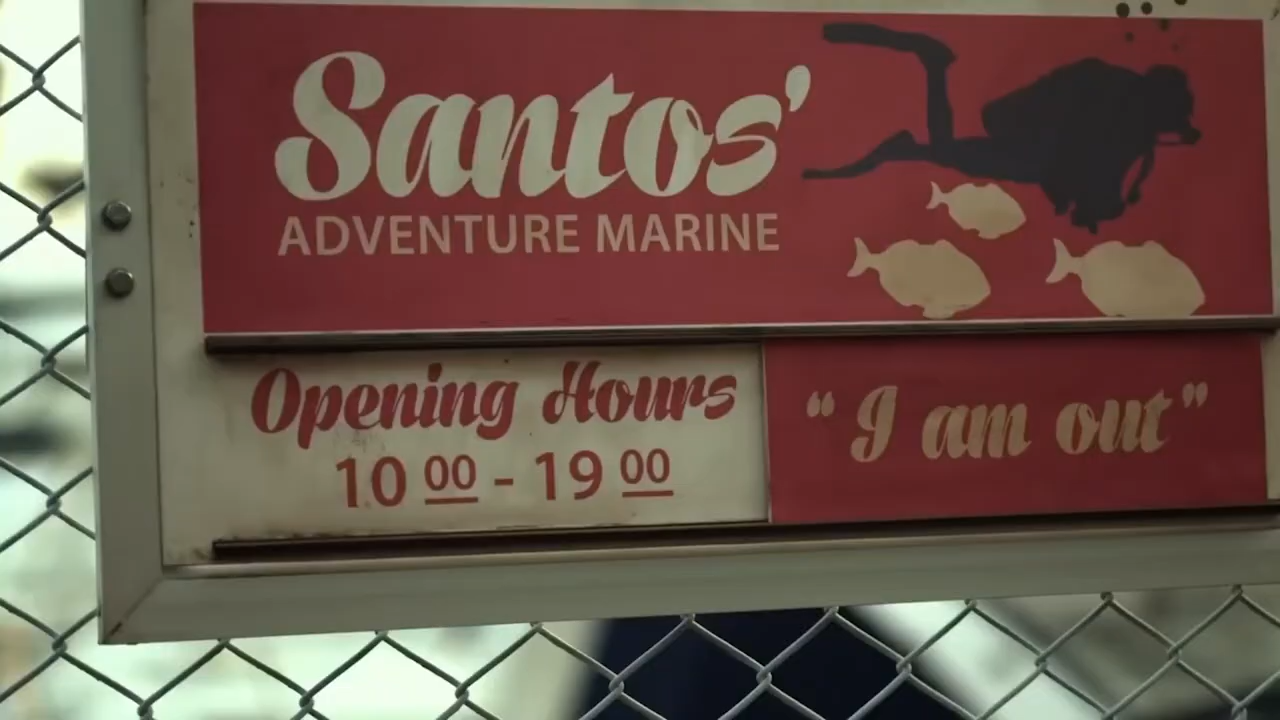 Santos'
ADVENTURE MARINE
Opening Hours
10 00 - 19 00
“I am out”